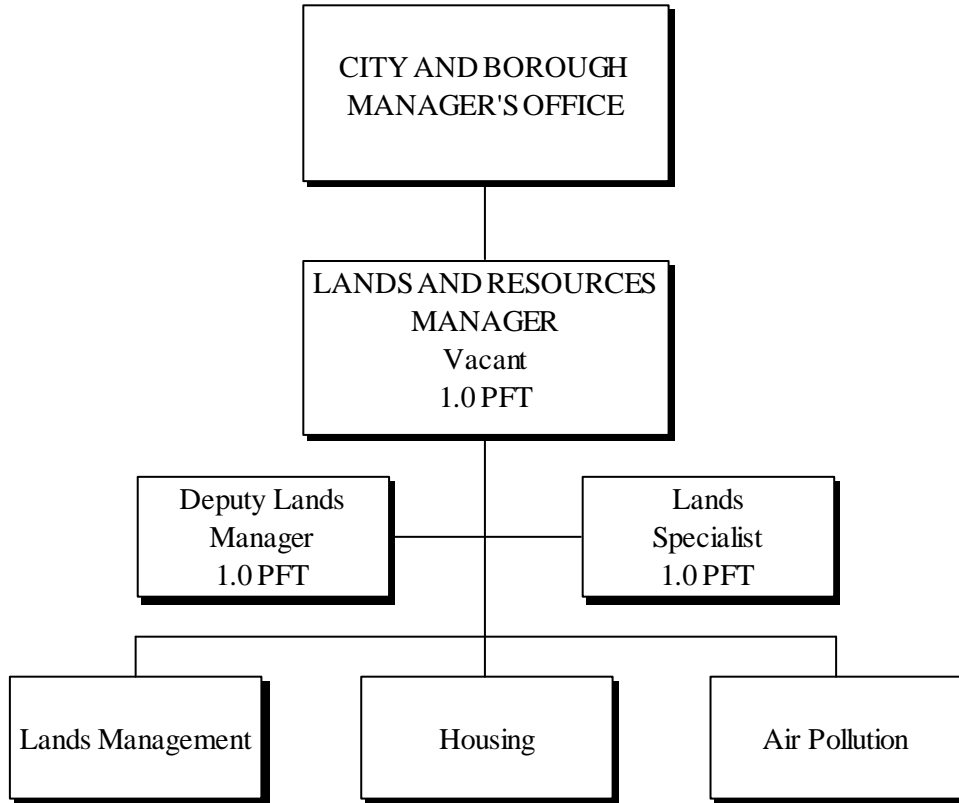 CITY AND BOROUGH
MANAGER'S OFFICE
LANDS AND RESOURCES
MANAGER
Vacant
1.0 PFT
Deputy Lands
Manager
1.0 PFT
Lands
Specialist
1.0 PFT
Lands Management
Housing
Air Pollution